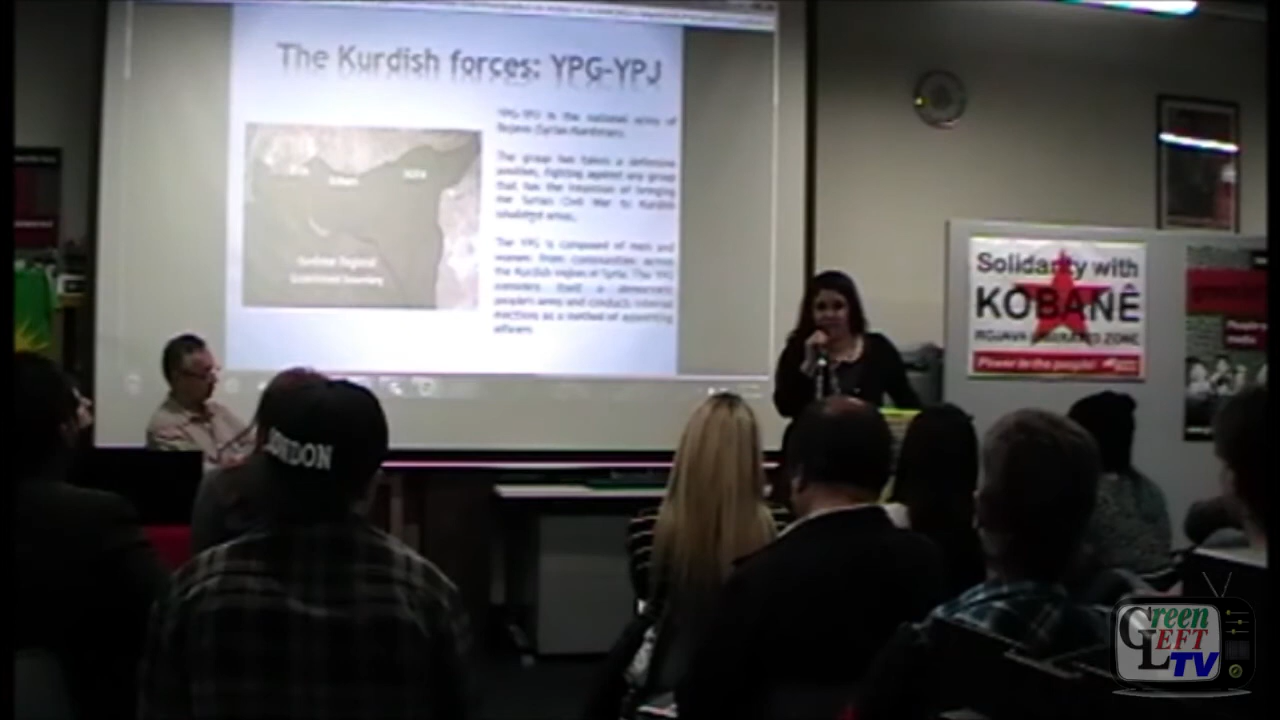 The Kurdish forces: YPG-YPJ
YPG-YPJ is the national army of
Rojava (Syrian Kurdistan).
The group has taken a defensive
position, fighting against any group
that has the intention of bringing
the Syrian Civil War to Kurdish
inhabited areas.
The YPG is composed of men and
women from communities across
the Kurdish region of Syria. The YPG
considers itself a democratic
people's army and conducts internal
elections as a method of appointing
officers
Solidarity with
KOBANÊ
ROJAVA LIBERATED ZONE
Power to the people!
LONDON
Green
LEFT
TV